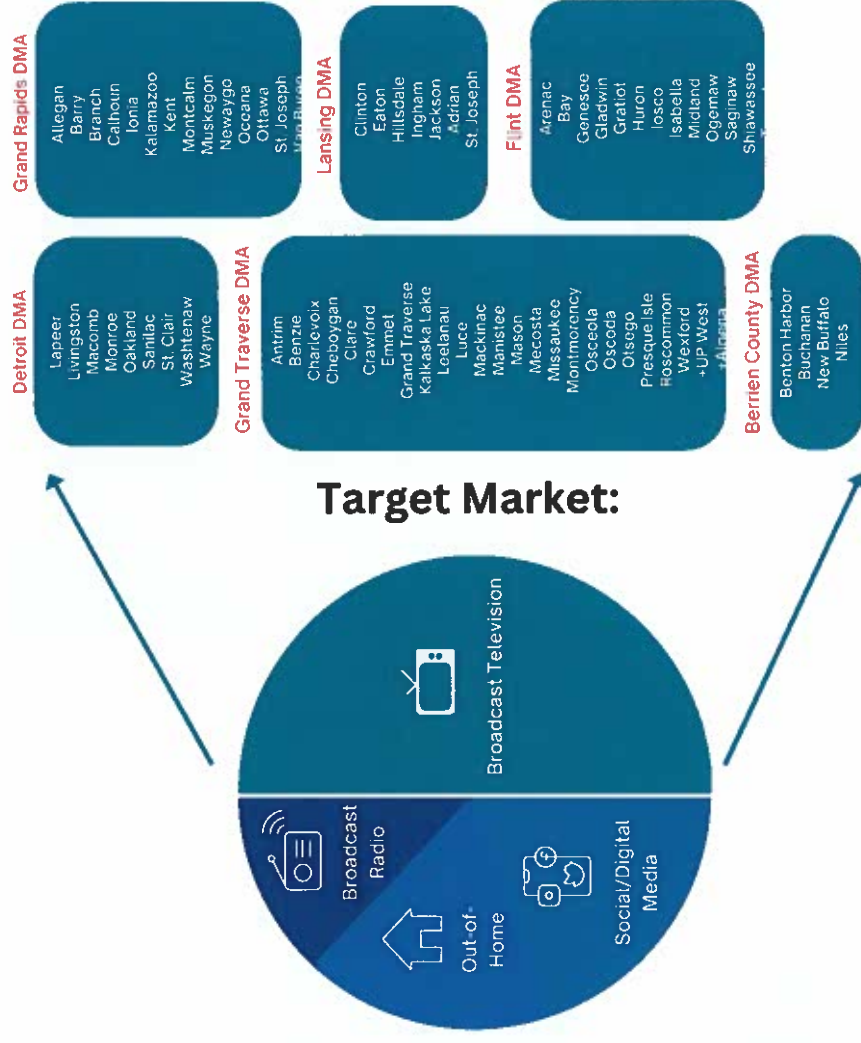 Broadcast
Radio
Out-of-
Home
Social/Digital
Media
Broadcast Television
Target Market:
Detroit DMA
Lapeer
Livingston
Macomb
Monroe
Oakland
Sanilac
St. Clair
Washtenaw
Wayne
Grand Traverse DMA
Antrim
Benzie
Charlevoix
Cheboygan
Clare
Crawford
Emmet
Grand Traverse
Kalkaska Lake
Leelanau
Luce
Mackinac
Manistee
Mason
Mecosta
Missaukee
Montmorency
Osceola
Oscoda
Otsego
Presque Isle
Roscommon
Wexford
+UP West
+Alpena
Berrien County DMA
Benton Harbor
Buchanan
New Buffalo
Niles
Grand Rapids DMA
Allegan
Barry
Branch
Calhoun
Ionia
Kalamazoo
Kent
Montcalm
Muskegon
Newaygo
Oceana
Ottawa
St Joseph
Van Buren
Lansing DMA
Clinton
Eaton
Hillsdale
Ingham
Jackson
Adrian
St. Joseph
Flint DMA
Arenac
Bay
Genesee
Gladwin
Gratiot
Huron
Iosco
Isabella
Midland
Ogemaw
Saginaw
Shiawassee